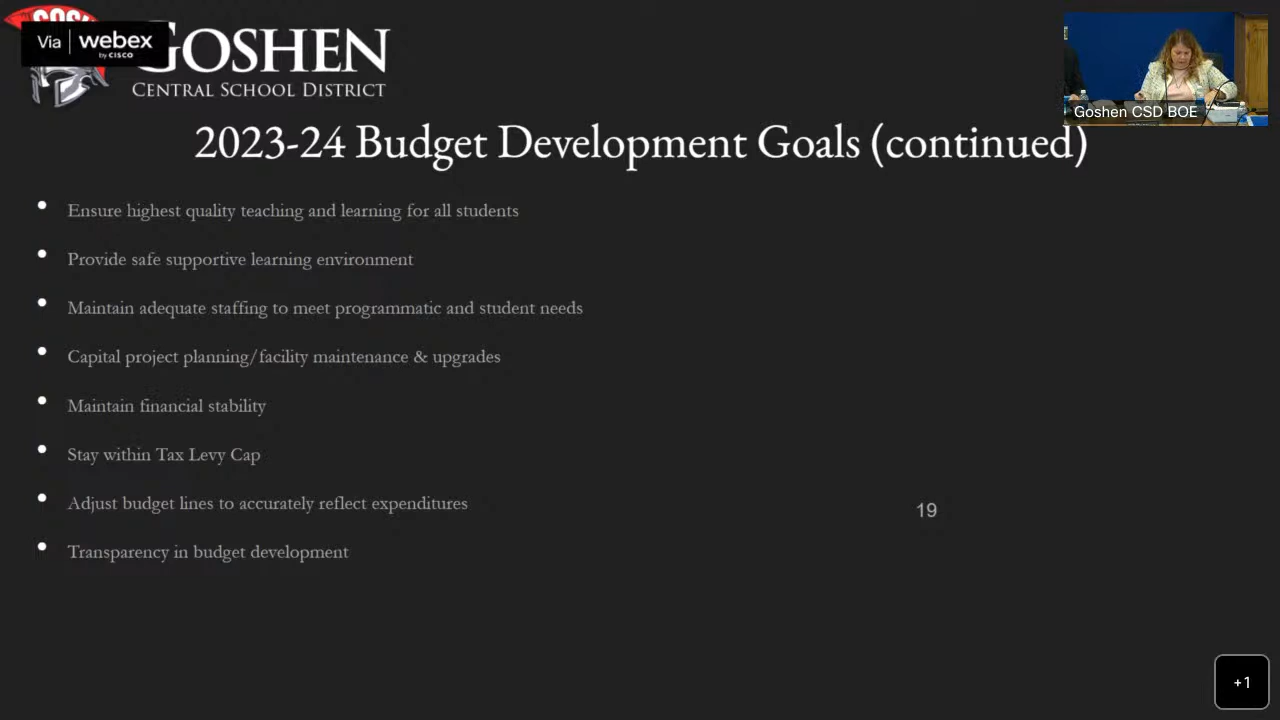 GOSH
Via webex
by CISCO
GOSHEN
CENTRAL SCHOOL DISTRICT
Goshen CSD BOE
2023-24 Budget Development Goals (continued)
• Ensure highest quality teaching and learning for all students
• Provide safe supportive learning environment
• Maintain adequate staffing to meet programmatic and student needs
• Capital project planning/facility maintenance & upgrades
• Maintain financial stability
• Stay within Tax Levy Cap
• Adjust budget lines to accurately reflect expenditures
19
• Transparency in budget development
+1